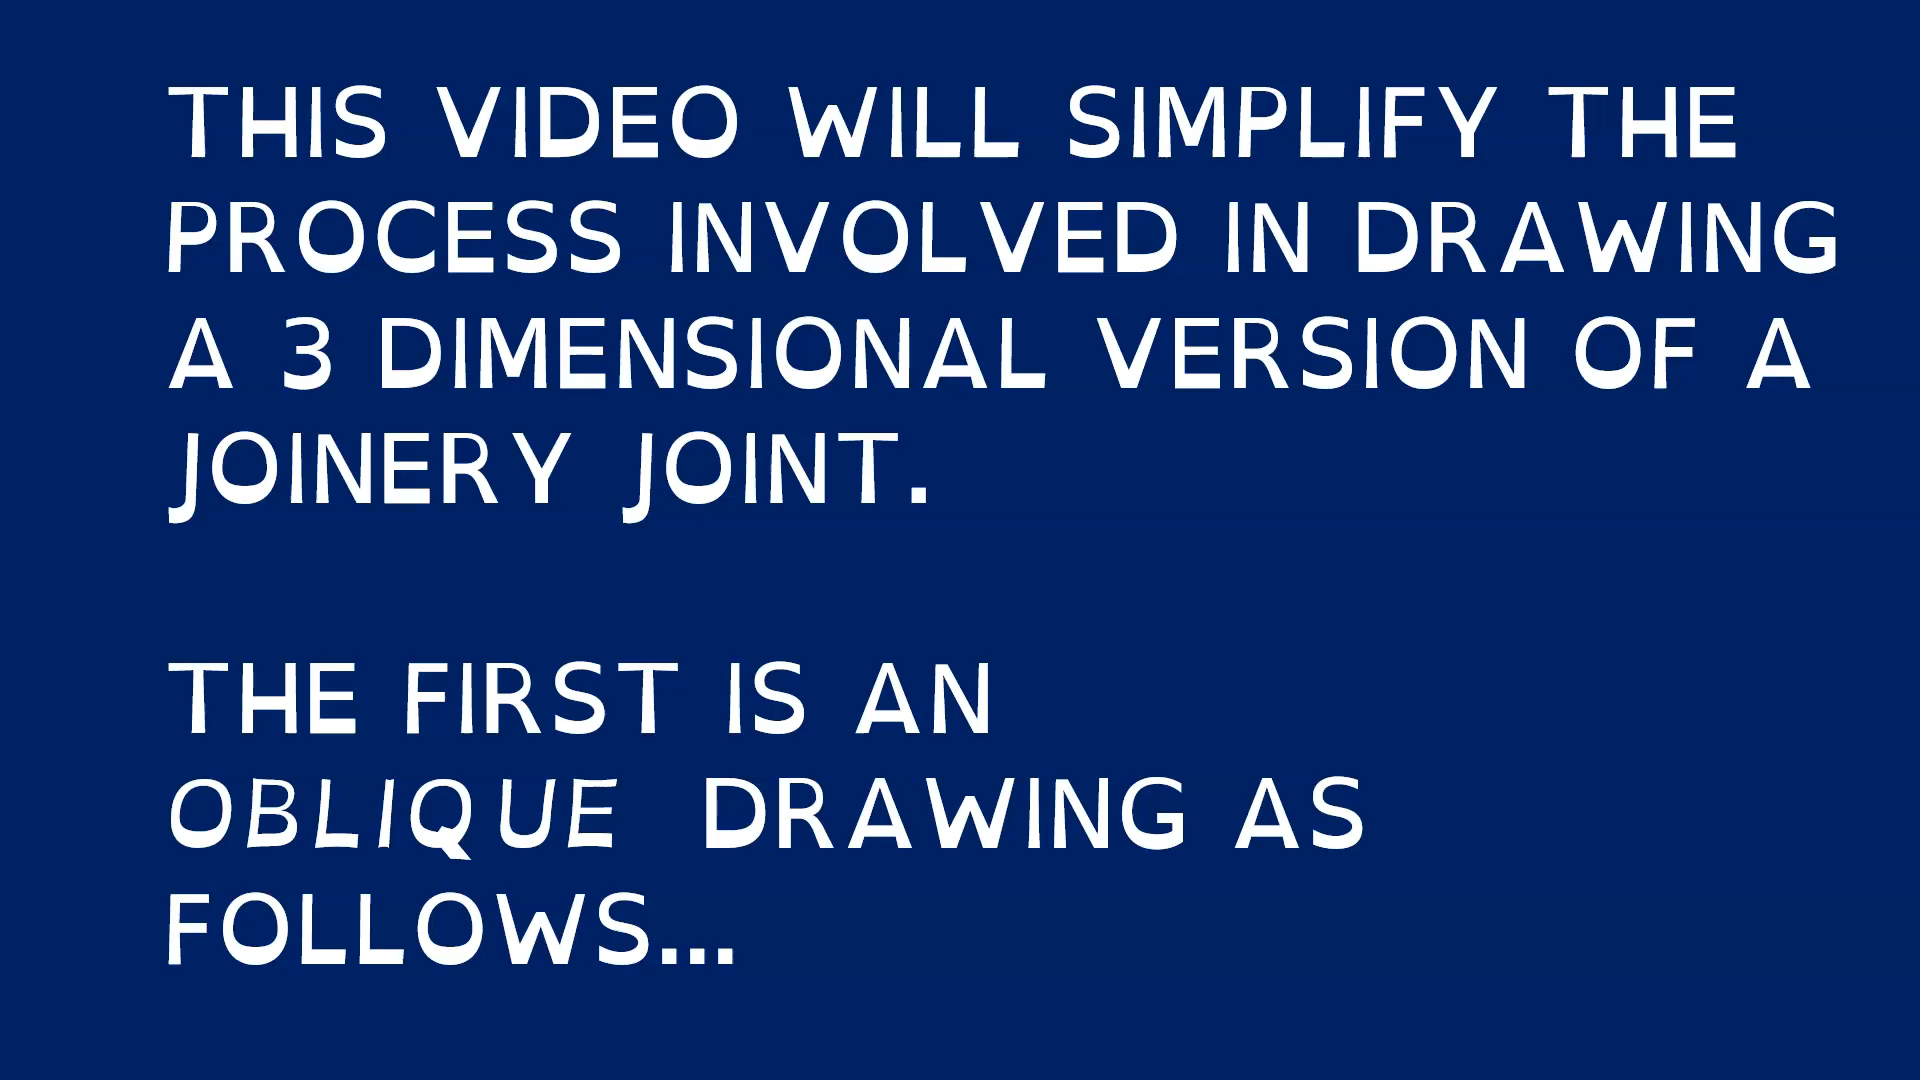 THIS VIDEO WILL SIMPLIFY THE
PROCESS INVOLVED IN DRAWING
A 3 DIMENSIONAL VERSION OF A
JOINERY JOINT.
THE FIRST IS AN
OBLIQUE DRAWING AS
FOLLOWS...